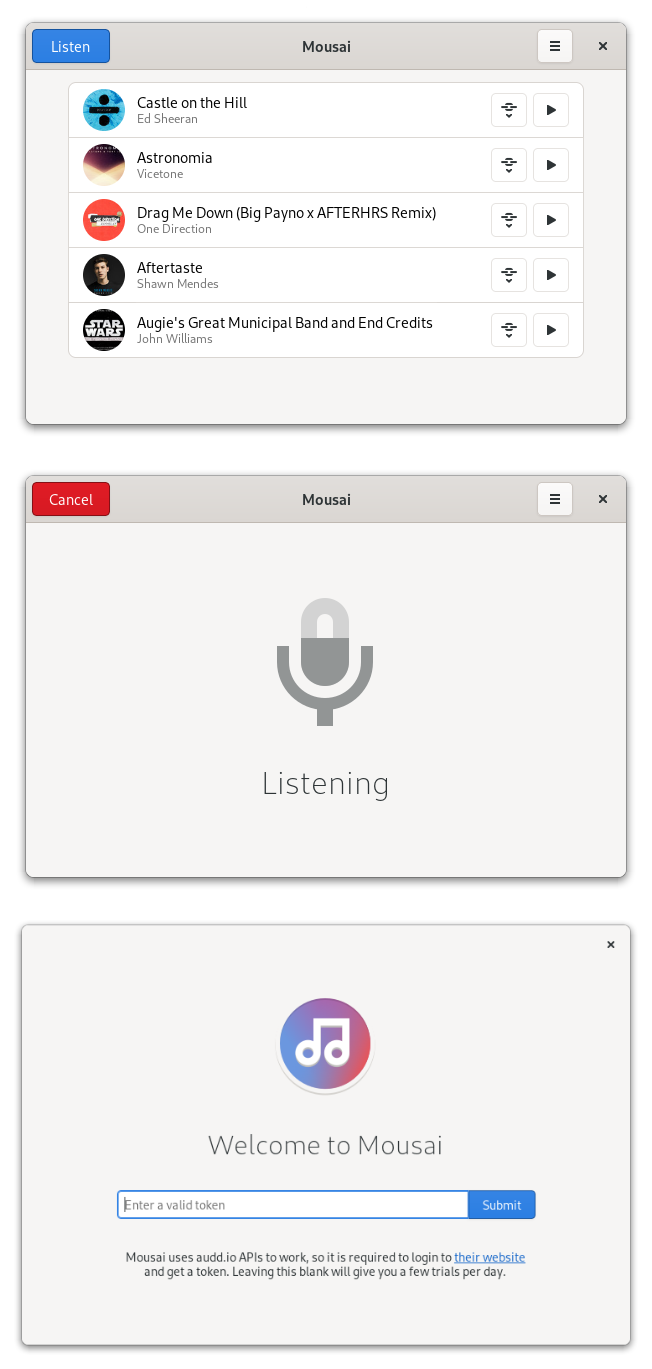 Listen
Mousai
Castle on the Hill
Ed Sheeran
Astronomia
Vicetone
Drag Me Down (Big Payno x AFTERHRS Remix)
One Direction
Aftertaste
Shawn Mendes
STAR
WARS
Augie's Great Municipal Band and End Credits
John Williams
Cancel
Mousai
Listening
Welcome to Mousai
Enter a valid token
Submit
Mousai uses audd.io APIs to work, so it is required to login to their website
and get a token. Leaving this blank will give you a few trials per day.